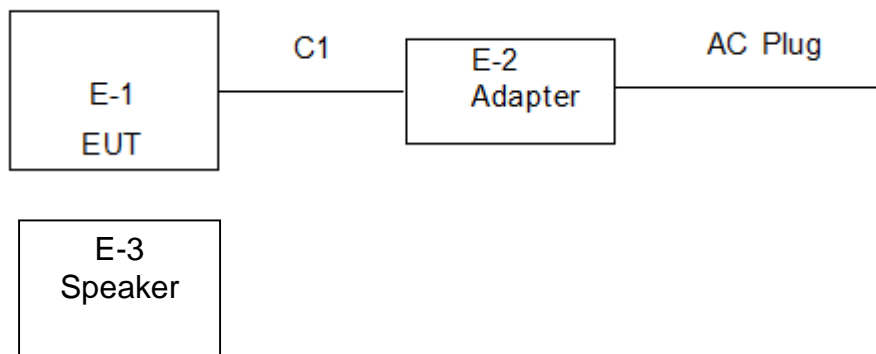 E-1
EUT
C1
E-2
Adapter
AC Plug
E-3
Speaker